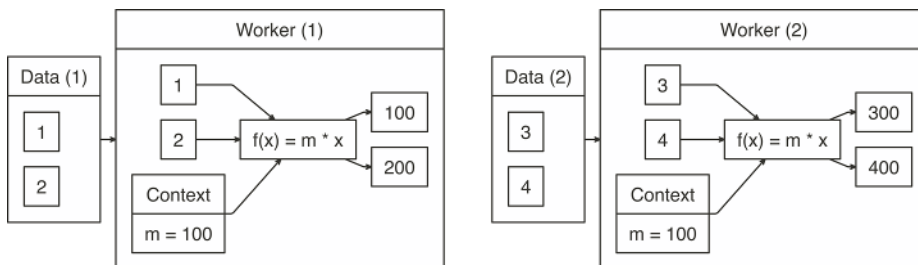 Worker (1)
Data (1)
1
2
1
2
f(x) = m * x
100
200
Context
m = 100
Worker (2)
Data (2)
3
4
3
4
f(x) = m * x
300
400
Context
m = 100